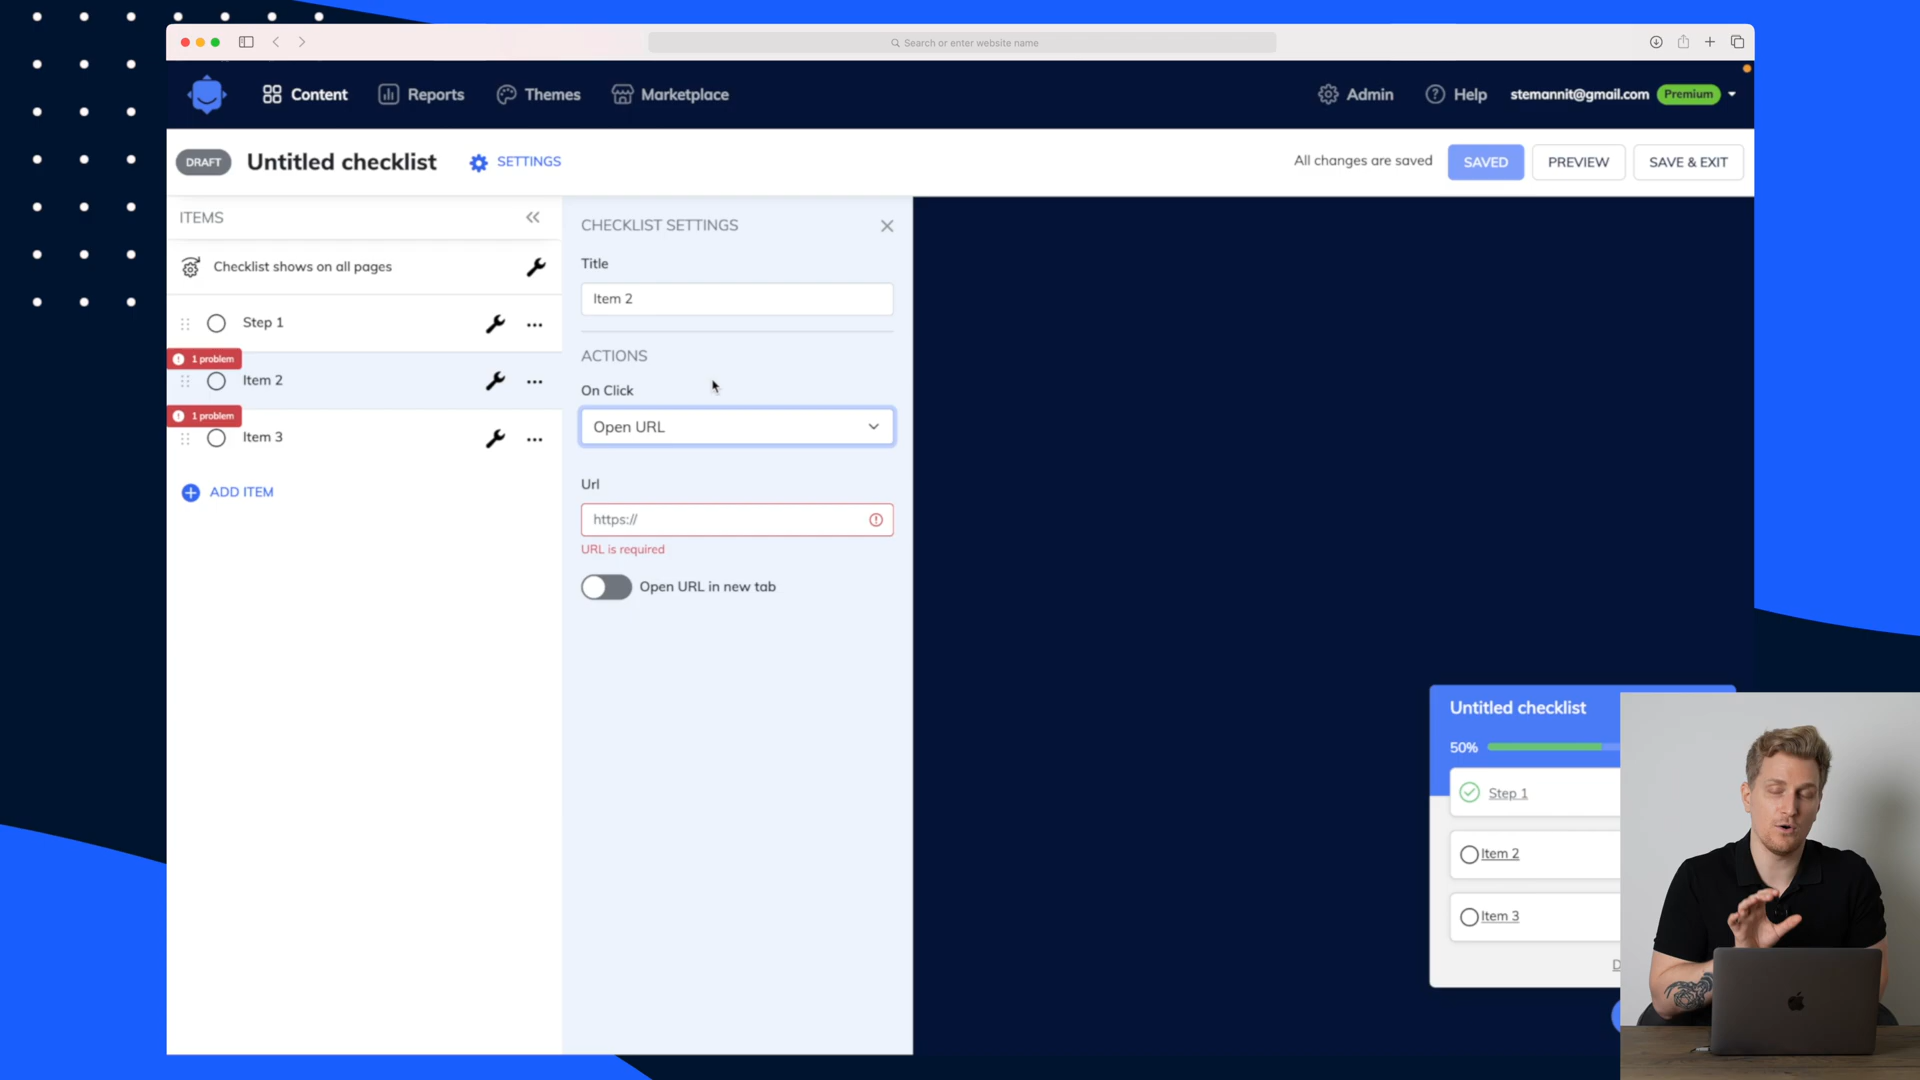 Search or enter website name
Content
Reports
Themes
Marketplace
Admin
Help
stemannit@gmail.com
Premium
DRAFT
Untitled checklist
SETTINGS
All changes are saved
SAVED
PREVIEW
SAVE & EXIT
ITEMS
Checklist shows on all pages
Step 1
1 problem
Item 2
1 problem
Item 3
ADD ITEM
CHECKLIST SETTINGS
Title
Item 2
ACTIONS
On Click
Open URL
Url
https://
URL is required
Open URL in new tab
Untitled checklist
50%
Step 1
Item 2
Item 3